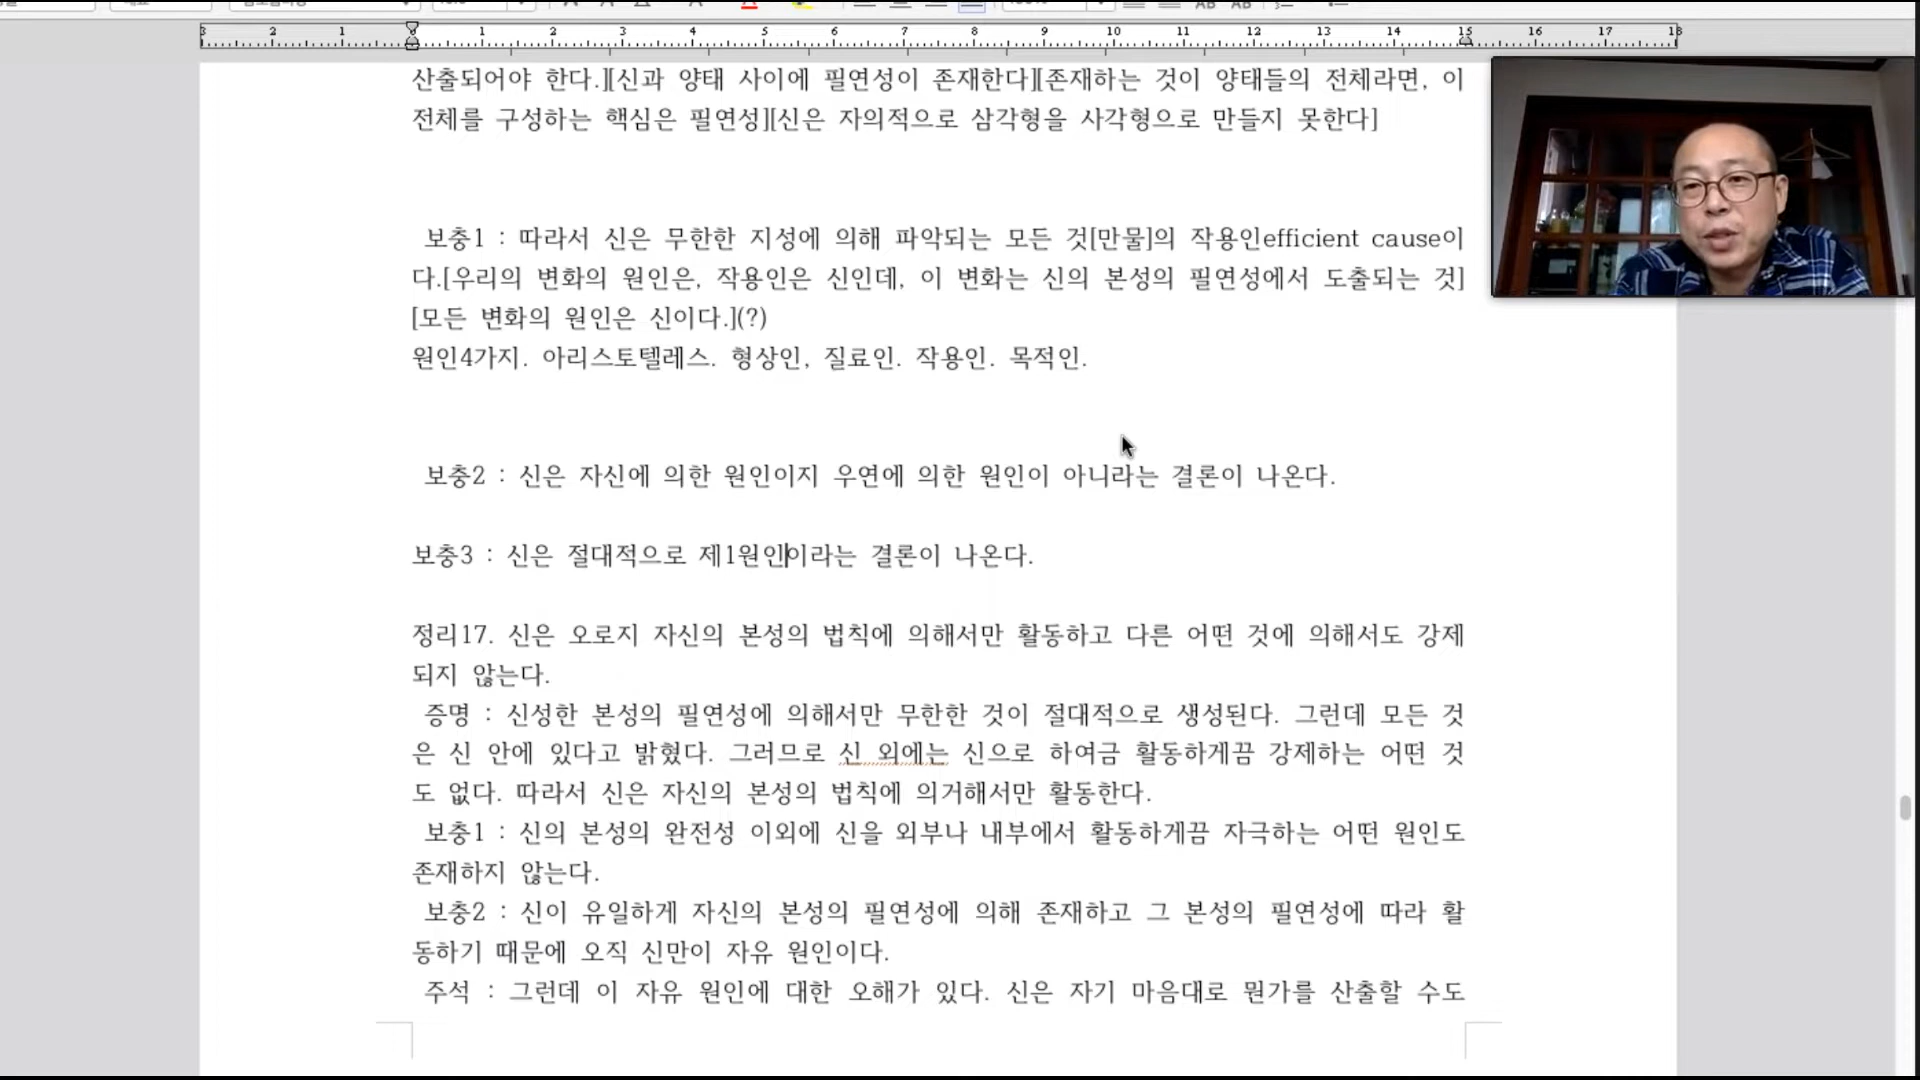 3 2 1 1 2 3 4 5 6 7 8 9 10 11 12 13 14 15 16 17 18
산출되어야 한다.][신과 양태 사이에 필연성이 존재한다][존재하는 것이 양태들의 전체라면, 이
전체를 구성하는 핵심은 필연성][신은 자의적으로 삼각형을 사각형으로 만들지 못한다]
보충1 : 따라서 신은 무한한 지성에 의해 파악되는 모든 것[만물]의 작용인efficient cause이
다.[우리의 변화의 원인은, 작용인은 신인데, 이 변화는 신의 본성의 필연성에서 도출되는 것]
[모든 변화의 원인은 신이다.](?)
원인4가지. 아리스토텔레스. 형상인, 질료인. 작용인. 목적인.
보충2 : 신은 자신에 의한 원인이지 우연에 의한 원인이 아니라는 결론이 나온다.
보충3 : 신은 절대적으로 제1원인이라는 결론이 나온다.
정리17. 신은 오로지 자신의 본성의 법칙에 의해서만 활동하고 다른 어떤 것에 의해서도 강제
되지 않는다.
증명 : 신성한 본성의 필연성에 의해서만 무한한 것이 절대적으로 생성된다. 그런데 모든 것
은 신 안에 있다고 밝혔다. 그러므로 신 외에는 신으로 하여금 활동하게끔 강제하는 어떤 것
도 없다. 따라서 신은 자신의 본성의 법칙에 의거해서만 활동한다.
보충1 : 신의 본성의 완전성 이외에 신을 외부나 내부에서 활동하게끔 자극하는 어떤 원인도
존재하지 않는다.
보충2 : 신이 유일하게 자신의 본성의 필연성에 의해 존재하고 그 본성의 필연성에 따라 활
동하기 때문에 오직 신만이 자유 원인이다.
주석 : 그런데 이 자유 원인에 대한 오해가 있다. 신은 자기 마음대로 뭔가를 산출할 수도